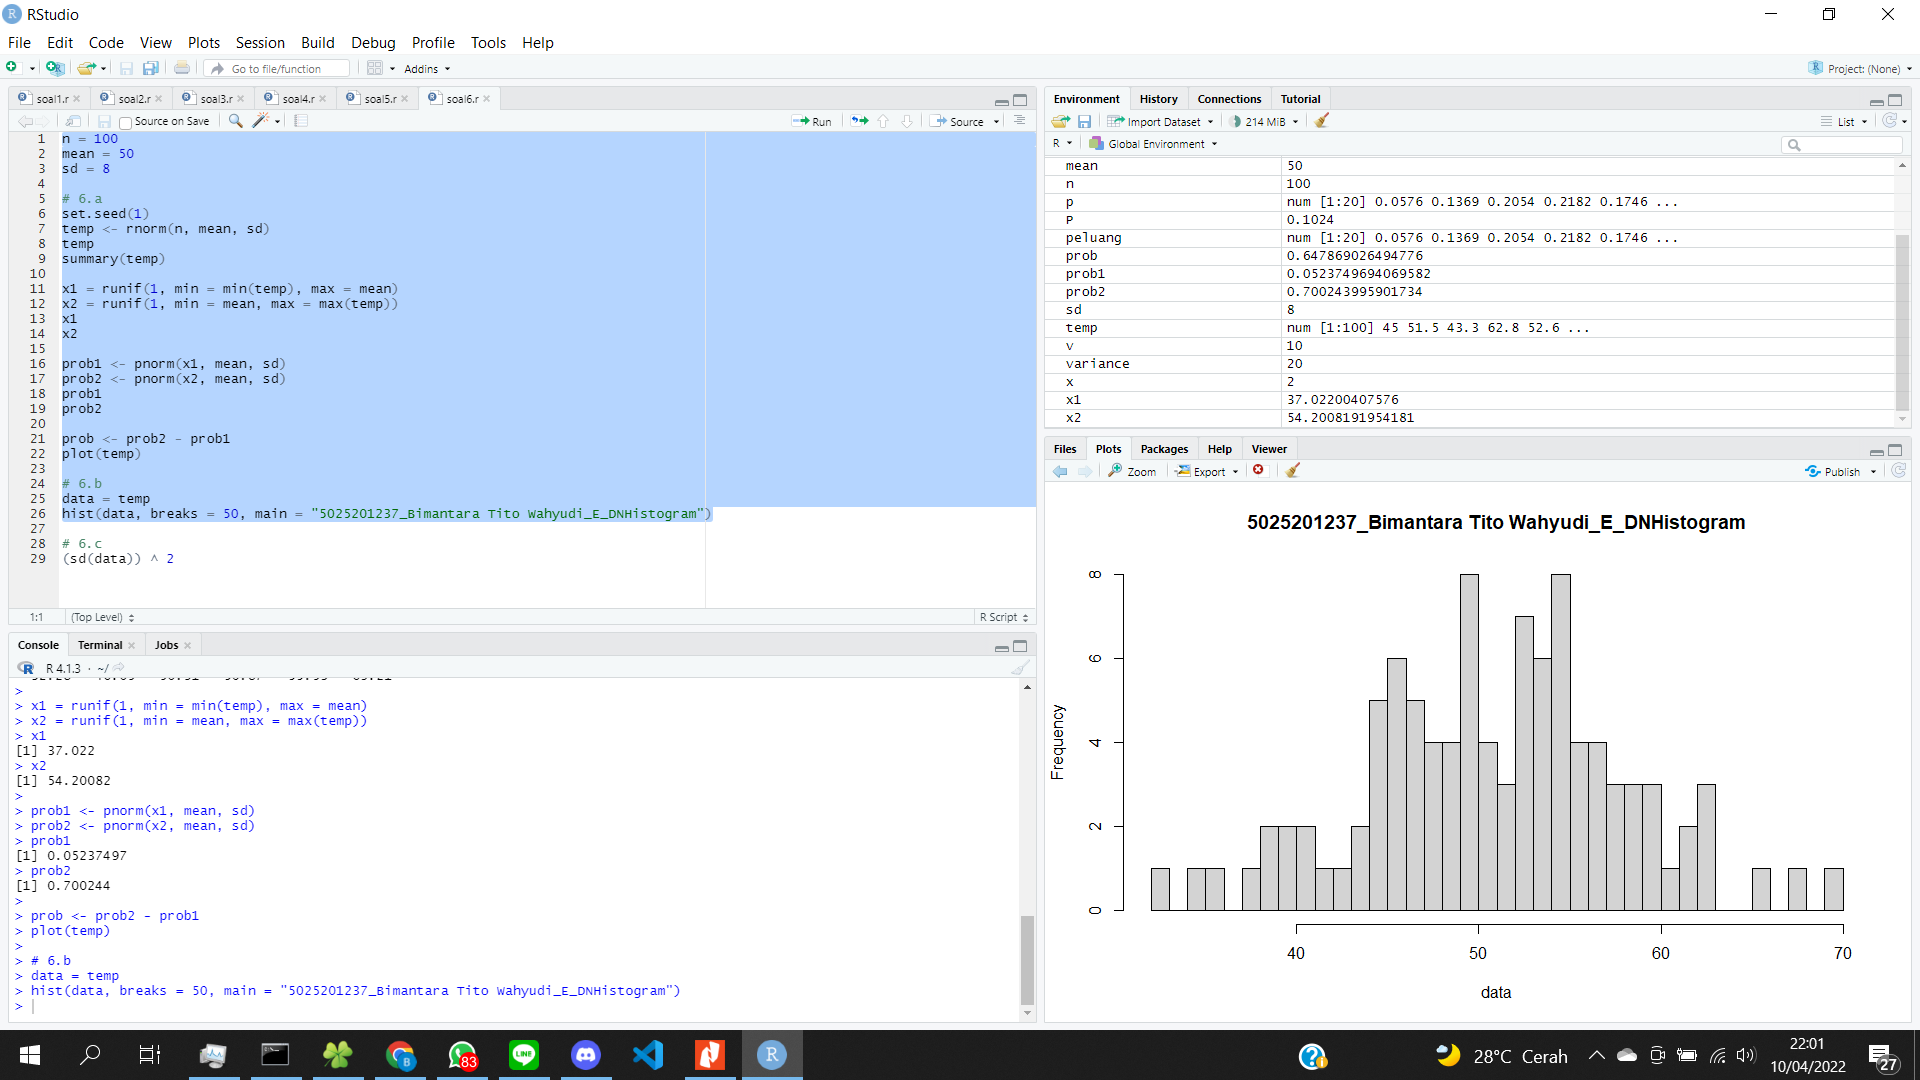 RStudio
File Edit Code View Plots Session Build Debug Profile Tools Help
Go to file/function Addins Project: (None)
soal1.r soal2.r soal3.r soal4.r soal5.r soal6.r
Source on Save Run Source
1 n = 100
2 mean = 50
3 sd = 8
4
5 # 6.a
6 set.seed(1)
7 temp <- rnorm(n, mean, sd)
8 temp
9 summary(temp)
10
11 x1 = runif(1, min = min(temp), max = mean)
12 x2 = runif(1, min = mean, max = max(temp))
13 x1
14 x2
15
16 prob1 <- pnorm(x1, mean, sd)
17 prob2 <- pnorm(x2, mean, sd)
18 prob1
19 prob2
20
21 prob <- prob2 - prob1
22 plot(temp)
23
24 # 6.b
25 data = temp
26 hist(data, breaks = 50, main = "5025201237_Bimantara Tito Wahyudi_E_DNHistogram")
27
28 # 6.c
29 (sd(data)) ^ 2
1:1 (Top Level) R Script
Console Terminal Jobs
R 4.1.3 · ~/
>
> x1 = runif(1, min = min(temp), max = mean)
> x2 = runif(1, min = mean, max = max(temp))
> x1
[1] 37.022
> x2
[1] 54.20082
>
> prob1 <- pnorm(x1, mean, sd)
> prob2 <- pnorm(x2, mean, sd)
> prob1
[1] 0.05237497
> prob2
[1] 0.700244
>
> prob <- prob2 - prob1
> plot(temp)
>
> # 6.b
> data = temp
> hist(data, breaks = 50, main = "5025201237_Bimantara Tito Wahyudi_E_DNHistogram")
>
Environment History Connections Tutorial
Import Dataset 214 MiB List
R Global Environment
mean 50
n 100
p num [1:20] 0.0576 0.1369 0.2054 0.2182 0.1746 ...
P 0.1024
peluang num [1:20] 0.0576 0.1369 0.2054 0.2182 0.1746 ...
prob 0.647869026494776
prob1 0.0523749694069582
prob2 0.700243995901734
sd 8
temp num [1:100] 45 51.5 43.3 62.8 52.6 ...
v 10
variance 20
x 2
x1 37.02200407576
x2 54.2008191954181
Files Plots Packages Help Viewer
Zoom Export Publish
5025201237_Bimantara Tito Wahyudi_E_DNHistogram
Frequency
8
6
4
2
0
40 50 60 70
data
83
28°C Cerah
22:01
10/04/2022
27